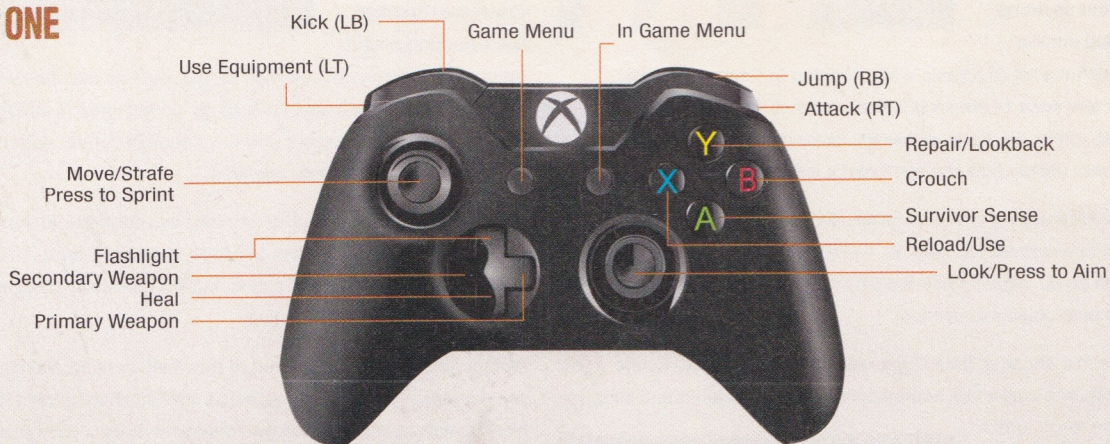 ONE
Kick (LB)
Game Menu
In Game Menu
Use Equipment (LT)
Jump (RB)
Attack (RT)
Move/Strafe
Press to Sprint
Y
Repair/Lookback
X
B
Crouch
A
Survivor Sense
Reload/Use
Flashlight
Secondary Weapon
Heal
Primary Weapon
Look/Press to Aim